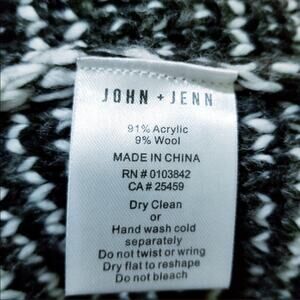 JOHN + JENN
91% Acrylic
9% Wool
MADE IN CHINA
RN # 0103842
CA # 25459
Dry Clean
or
Hand wash cold
separately
Do not twist or wring
Dry flat to reshape
Do not bleach